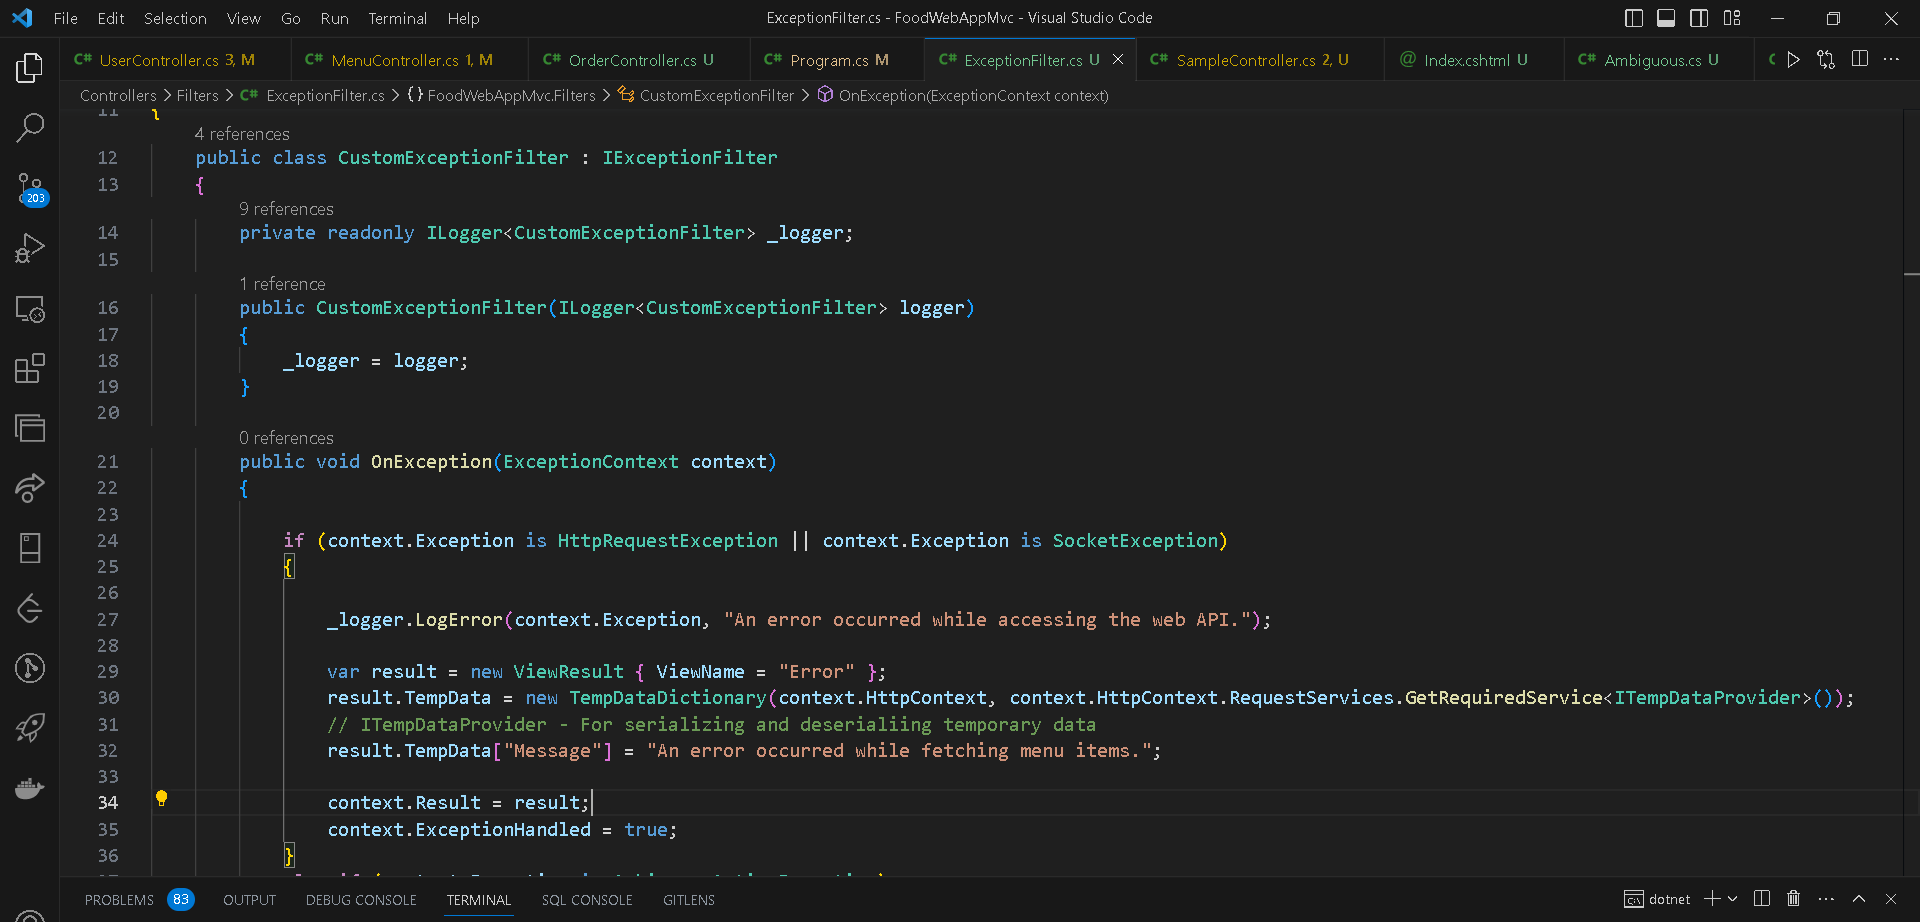 File Edit Selection View Go Run Terminal Help ExceptionFilter.cs - FoodWebAppMvc - Visual Studio Code
C# UserController.cs 3, M C# MenuController.cs 1, M C# OrderController.cs U C# Program.cs M C# ExceptionFilter.cs U C# SampleController.cs 2, U @ Index.cshtml U C# Ambiguous.cs U
Controllers > Filters > C# ExceptionFilter.cs > {} FoodWebAppMvc.Filters > CustomExceptionFilter > OnException(ExceptionContext context)
11 {
4 references
12 public class CustomExceptionFilter : IExceptionFilter
13 {
9 references
14 private readonly ILogger<CustomExceptionFilter> _logger;
15
1 reference
16 public CustomExceptionFilter(ILogger<CustomExceptionFilter> logger)
17 {
18 _logger = logger;
19 }
20
0 references
21 public void OnException(ExceptionContext context)
22 {
23
24 if (context.Exception is HttpRequestException || context.Exception is SocketException)
25 {
26
27 _logger.LogError(context.Exception, "An error occurred while accessing the web API.");
28
29 var result = new ViewResult { ViewName = "Error" };
30 result.TempData = new TempDataDictionary(context.HttpContext, context.HttpContext.RequestServices.GetRequiredService<ITempDataProvider>());
31 // ITempDataProvider - For serializing and deserialiing temporary data
32 result.TempData["Message"] = "An error occurred while fetching menu items.";
33
34 context.Result = result;
35 context.ExceptionHandled = true;
36 }
203
PROBLEMS 83 OUTPUT DEBUG CONSOLE TERMINAL SQL CONSOLE GITLENS dotnet